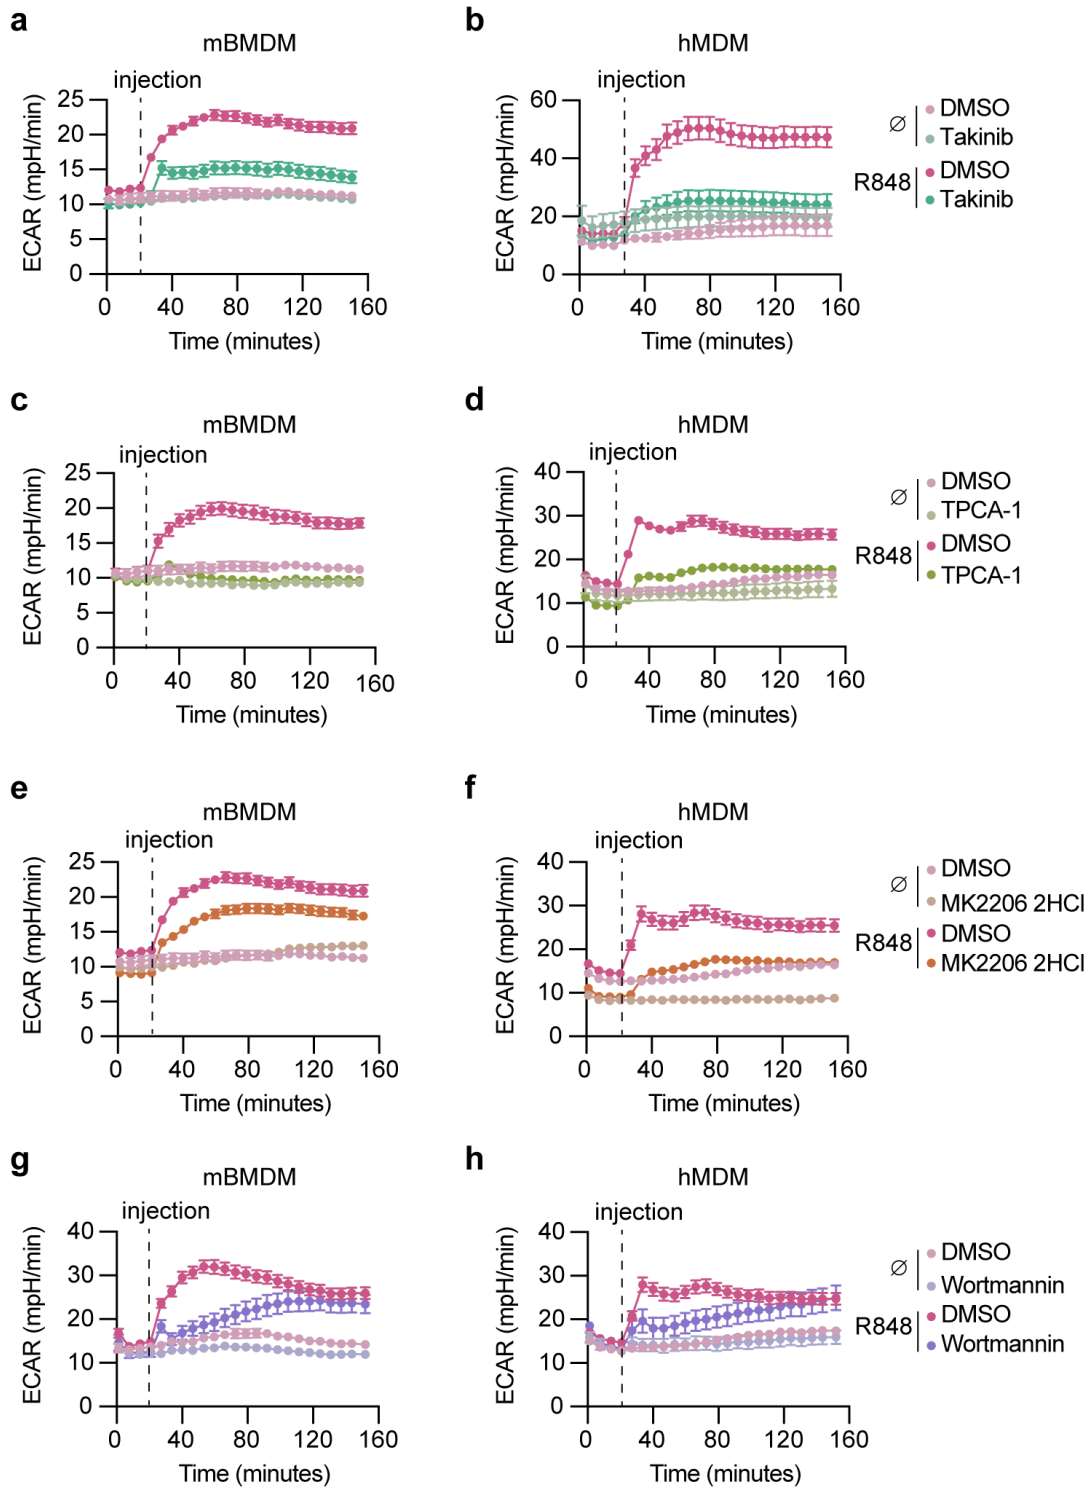 a
mBMDM
injection
ECAR (mpH/min)
25
20
15
10
5
0
0 40 80 120 160
Time (minutes)
b
hMDM
injection
ECAR (mpH/min)
60
40
20
0
0 40 80 120 160
Time (minutes)
∅
DMSO
Takinib
R848
DMSO
Takinib
c
mBMDM
injection
ECAR (mpH/min)
25
20
15
10
5
0
0 40 80 120 160
Time (minutes)
d
hMDM
injection
ECAR (mpH/min)
40
30
20
10
0
0 40 80 120 160
Time (minutes)
∅
DMSO
TPCA-1
R848
DMSO
TPCA-1
e
mBMDM
injection
ECAR (mpH/min)
25
20
15
10
5
0
0 40 80 120 160
Time (minutes)
f
hMDM
injection
ECAR (mpH/min)
40
30
20
10
0
0 40 80 120 160
Time (minutes)
∅
DMSO
MK2206 2HCl
R848
DMSO
MK2206 2HCl
g
mBMDM
injection
ECAR (mpH/min)
40
30
20
10
0
0 40 80 120 160
Time (minutes)
h
hMDM
injection
ECAR (mpH/min)
40
30
20
10
0
0 40 80 120 160
Time (minutes)
∅
DMSO
Wortmannin
R848
DMSO
Wortmannin